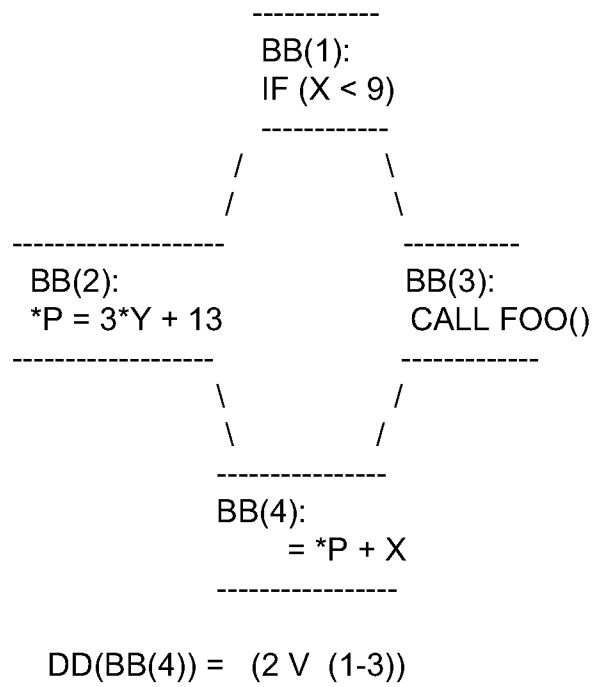 ------------
BB(1):
IF (X < 9)
------------
/ \
/ \
-------------------- -----------
BB(2): BB(3):
*P = 3*Y + 13 CALL FOO()
------------------- -------------
\ /
\ /
----------------
BB(4):
= *P + X
-----------------
DD(BB(4)) = (2 V (1-3))